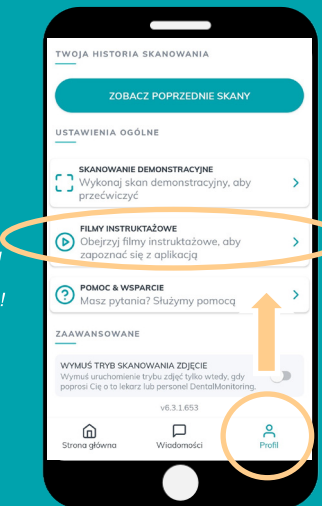 TWOJA HISTORIA SKANOWANIA
ZOBACZ POPRZEDNIE SKANY
USTAWIENIA OGÓLNE
SKANOWANIE DEMONSTRACYJNE
Wykonaj skan demonstracyjny, aby
przećwiczyć
FILMY INSTRUKTAŻOWE
Obejrzyj filmy instruktażowe, aby
zapoznać się z aplikacją
POMOC & WSPARCIE
Masz pytania? Służymy pomocą
ZAAWANSOWANE
WYMUŚ TRYB SKANOWANIA ZDJĘCIE
Wymuś uruchomienie trybu zdjęć tylko wtedy, gdy
poprosi Cię o to lekarz lub personel DentalMonitoring.
v6.3.1.653
Strona główna
Wiadomości
Profil
!